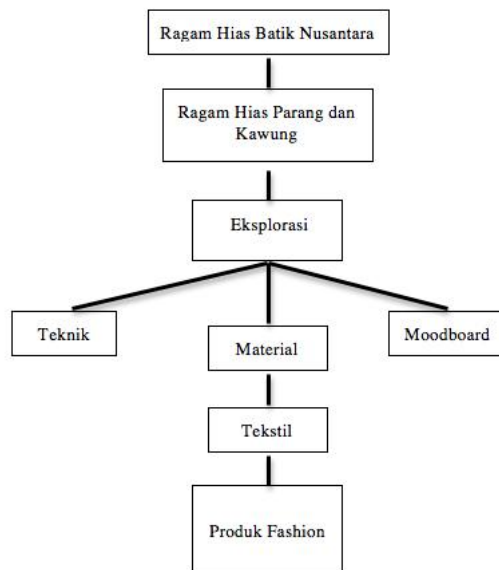 Ragam Hias Batik Nusantara
Ragam Hias Parang dan
Kawung
Eksplorasi
Teknik
Material
Moodboard
Tekstil
Produk Fashion